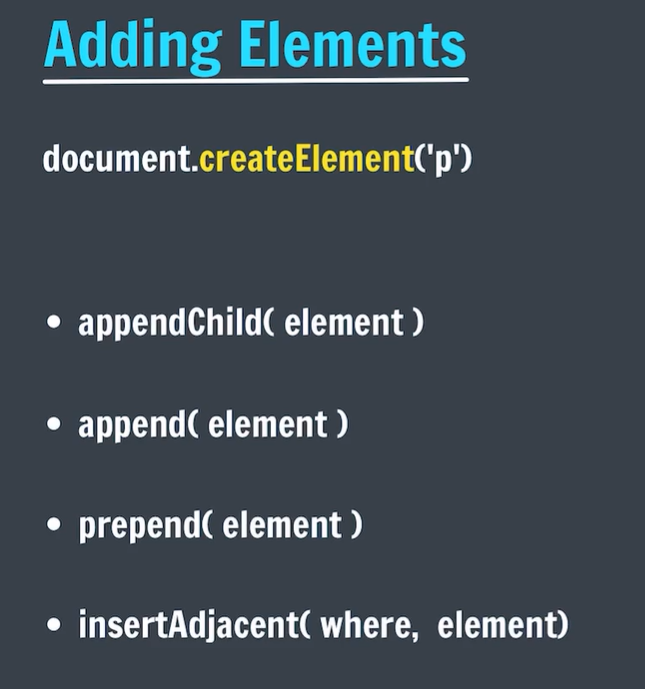 Adding Elements
document.createElement('p')
• appendChild( element )
• append( element )
• prepend( element )
• insertAdjacent( where,  element)